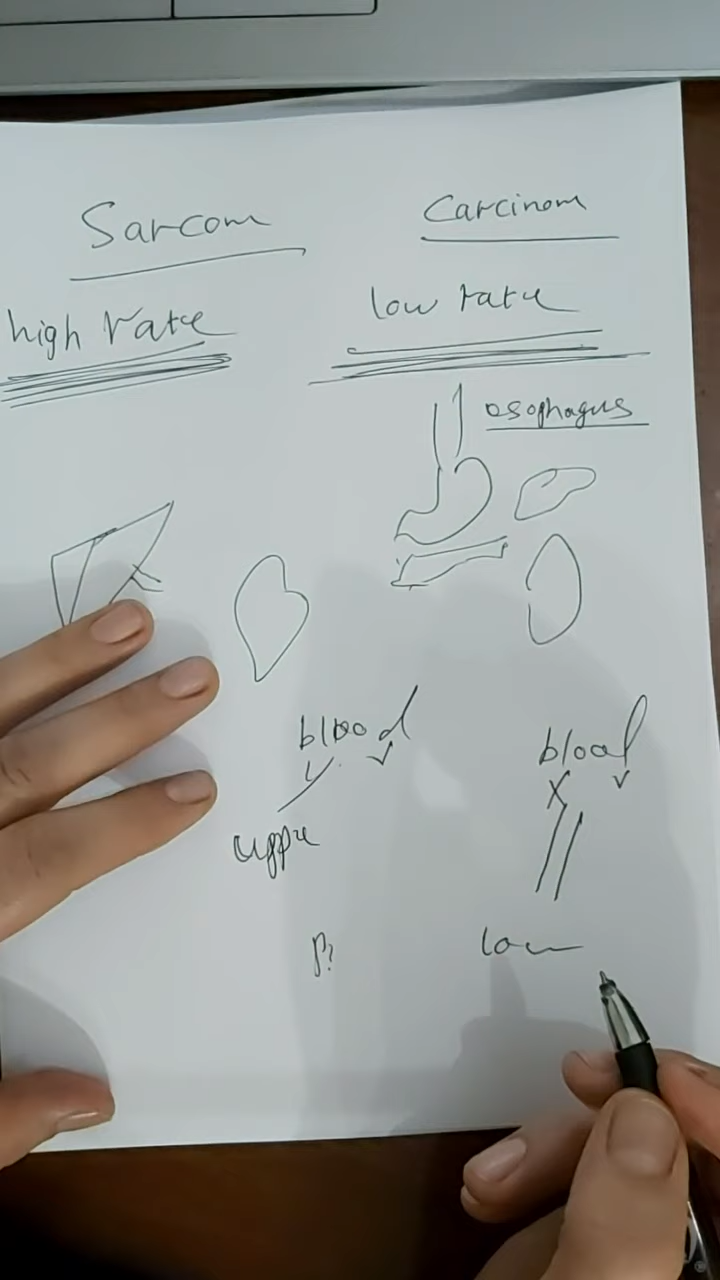 Sarcom
Carcinom
high rate
low rate
osophagus
blood
blood
uppe
P?
low